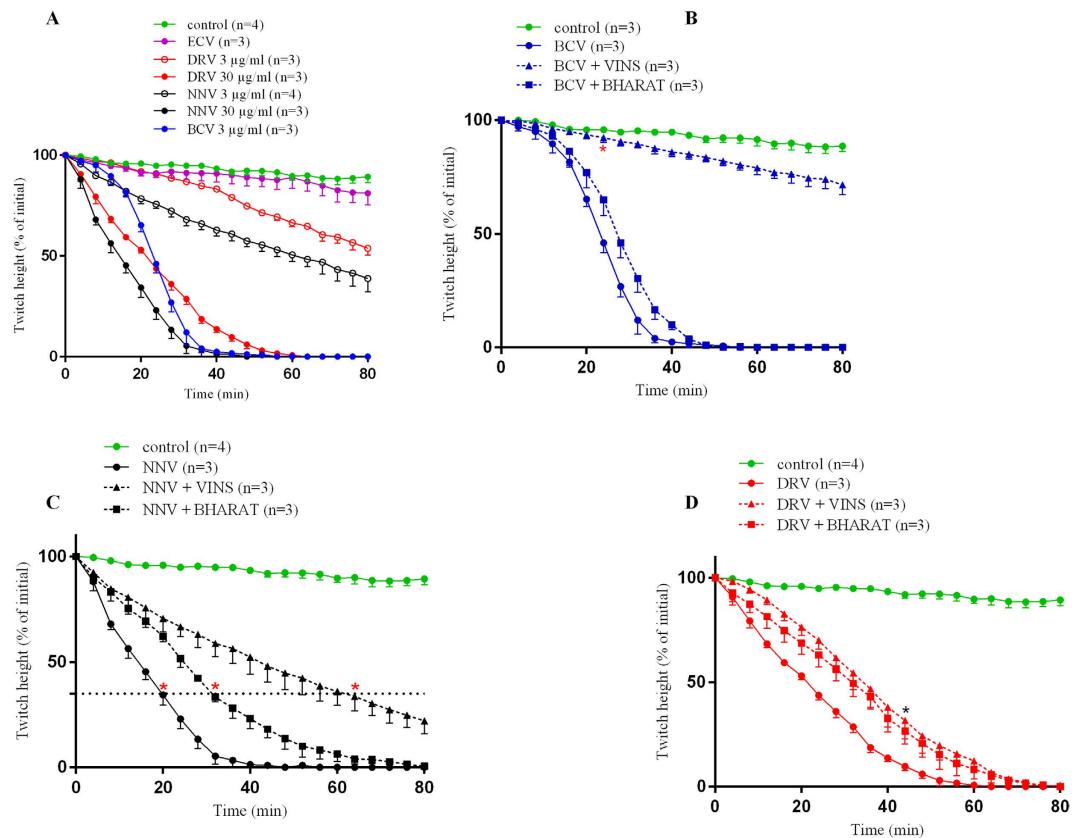 A
control (n=4)
ECV (n=3)
DRV 3 µg/ml (n=3)
DRV 30 µg/ml (n=3)
NNV 3 µg/ml (n=4)
NNV 30 µg/ml (n=3)
BCV 3 µg/ml (n=3)
Twitch height (% of initial)
100
50
0
0 20 40 60 80
Time (min)
B
control (n=3)
BCV (n=3)
BCV + VINS (n=3)
BCV + BHARAT (n=3)
Twitch height (% of initial)
100
50
0
*
0 20 40 60 80
Time (min)
C
control (n=4)
NNV (n=3)
NNV + VINS (n=3)
NNV + BHARAT (n=3)
Twitch height (% of initial)
100
50
0
* * *
0 20 40 60 80
Time (min)
D
control (n=4)
DRV (n=3)
DRV + VINS (n=3)
DRV + BHARAT (n=3)
Twitch height (% of initial)
100
50
0
*
0 20 40 60 80
Time (min)